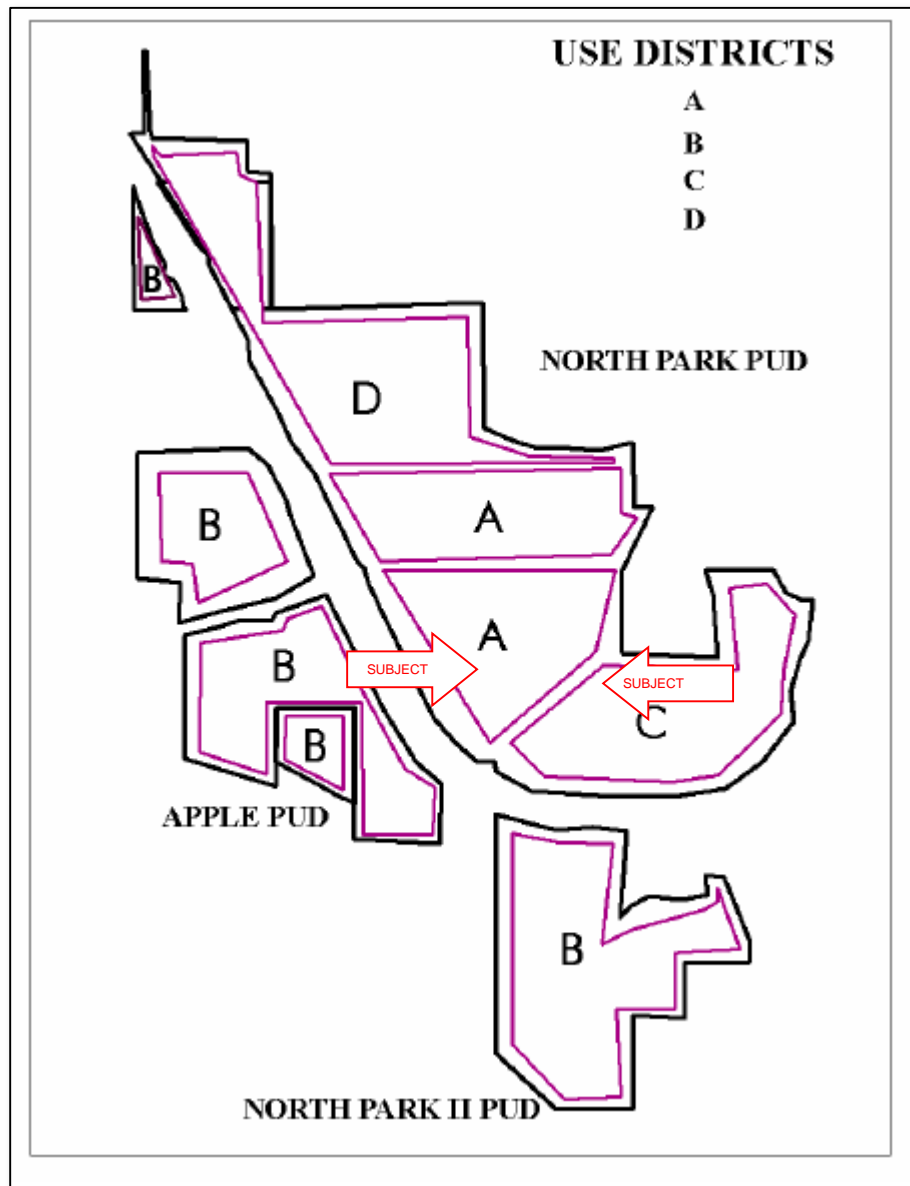 USE DISTRICTS
A
B
C
D
B
NORTH PARK PUD
D
B
A
A
B
SUBJECT
SUBJECT
C
B
APPLE PUD
B
NORTH PARK II PUD